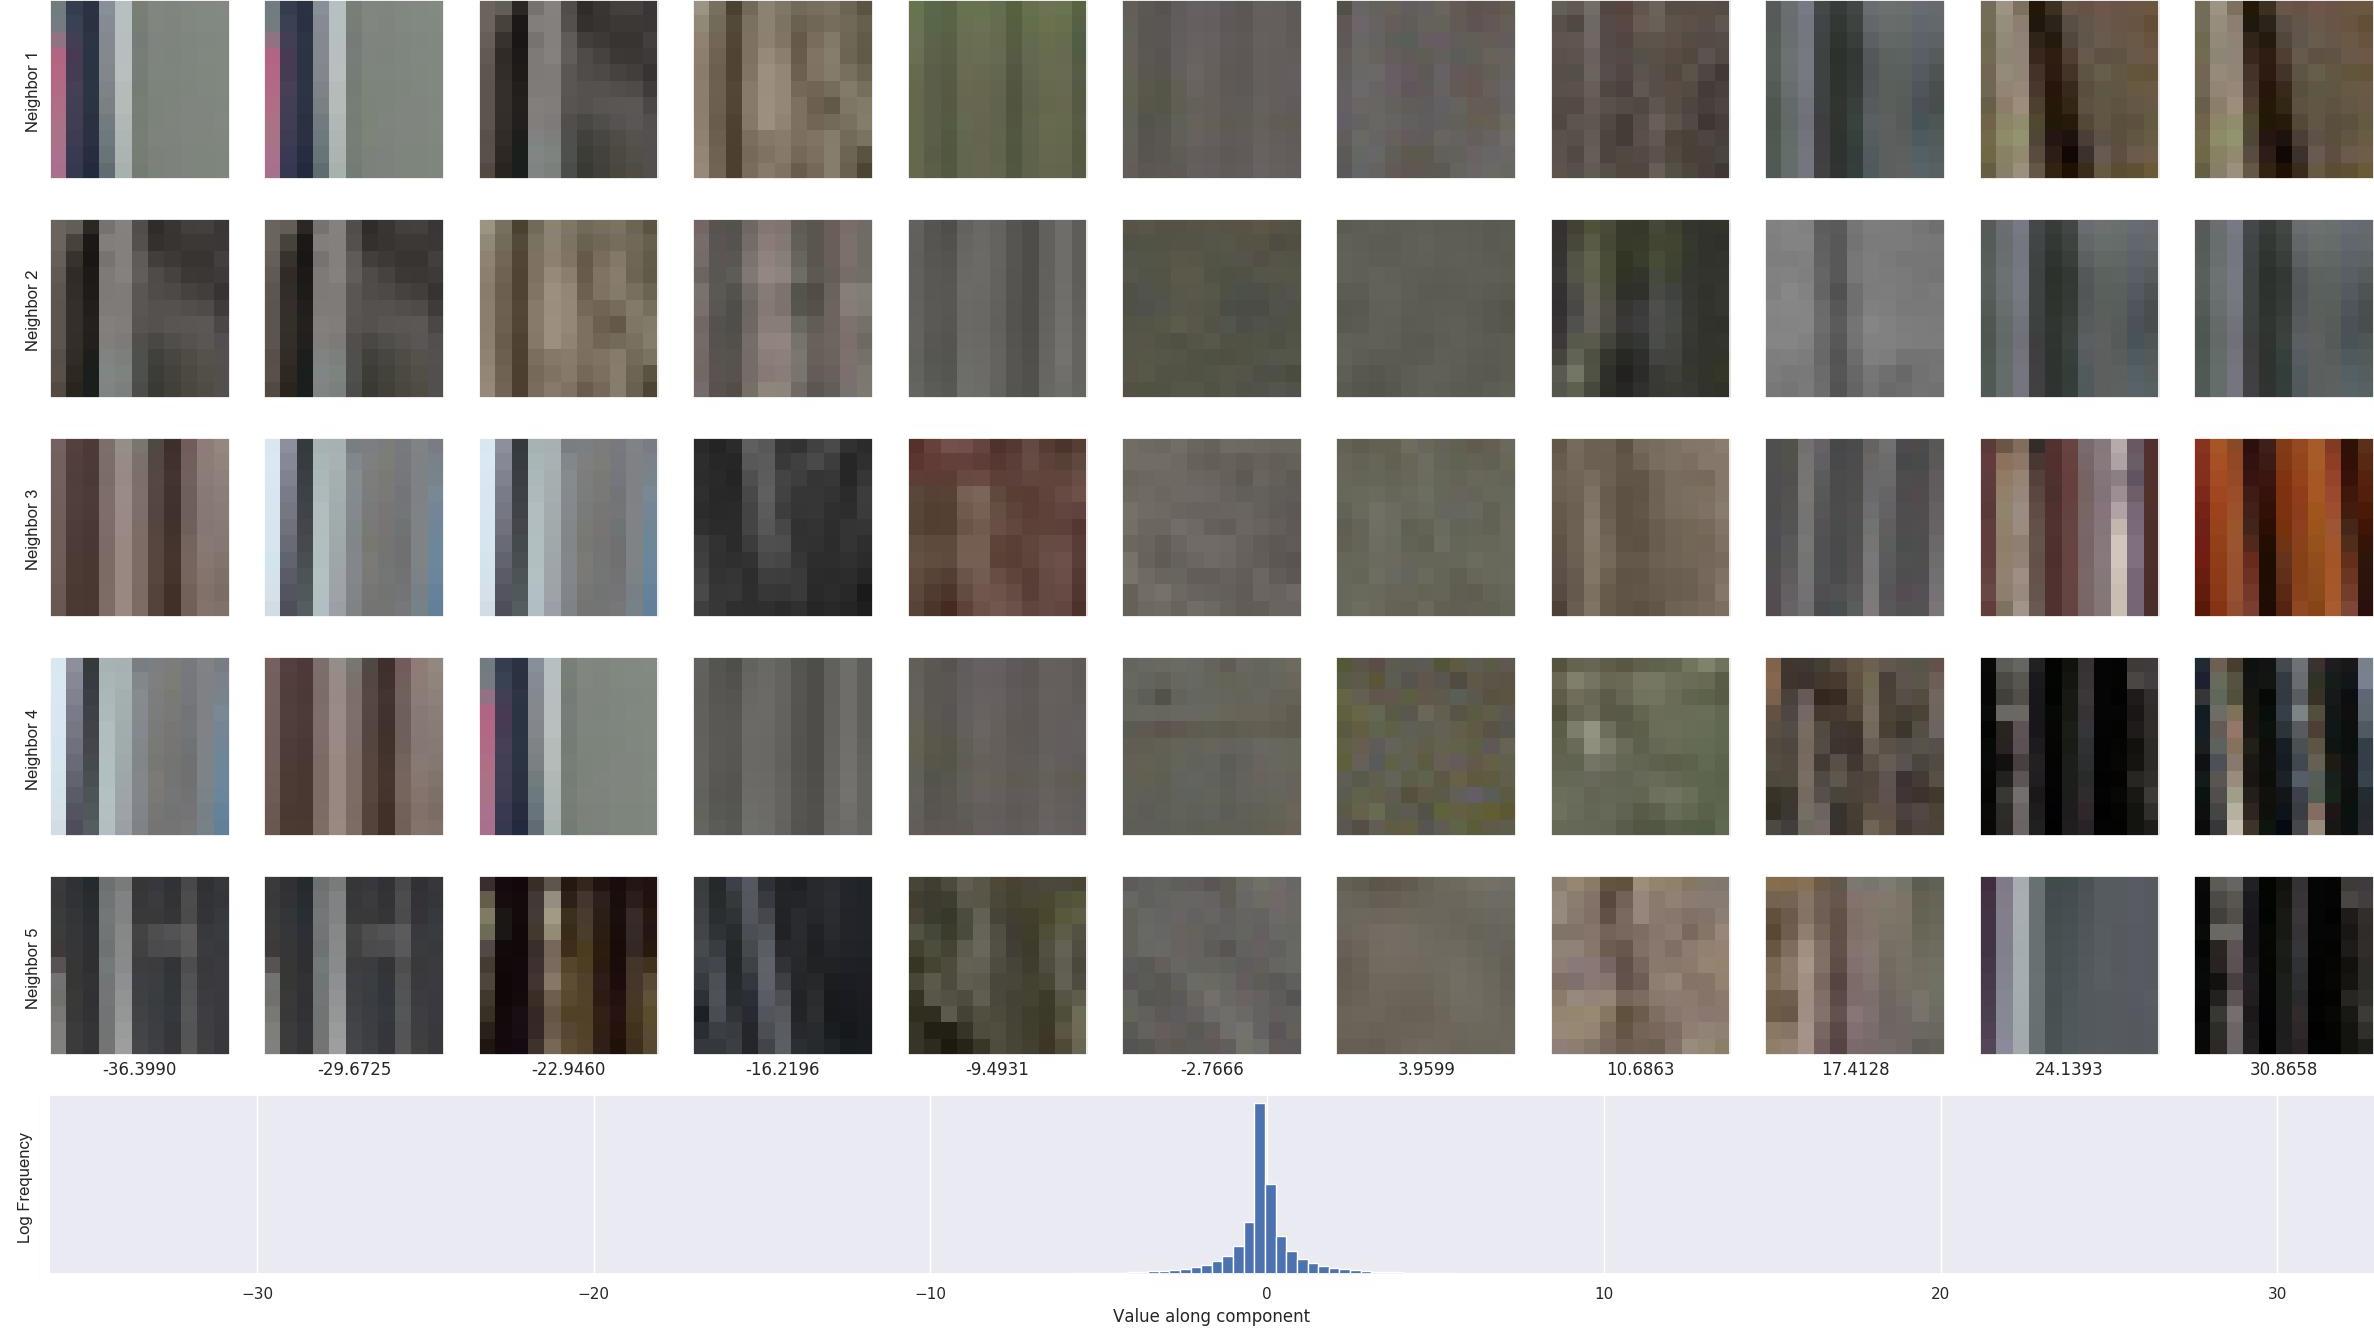 Neighbor 1
Neighbor 2
Neighbor 3
Neighbor 4
Neighbor 5
-36.3990 -29.6725 -22.9460 -16.2196 -9.4931 -2.7666 3.9599 10.6863 17.4128 24.1393 30.8658
Log Frequency
−30 −20 −10 0 10 20 30
Value along component